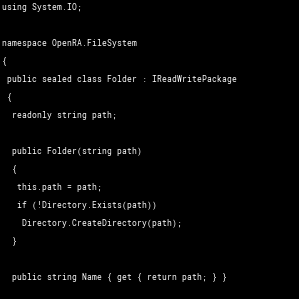 using System.IO;
namespace OpenRA.FileSystem
{
public sealed class Folder : IReadWritePackage
{
readonly string path;
public Folder(string path)
{
this.path = path;
if (!Directory.Exists(path))
Directory.CreateDirectory(path);
}
public string Name { get { return path; } }